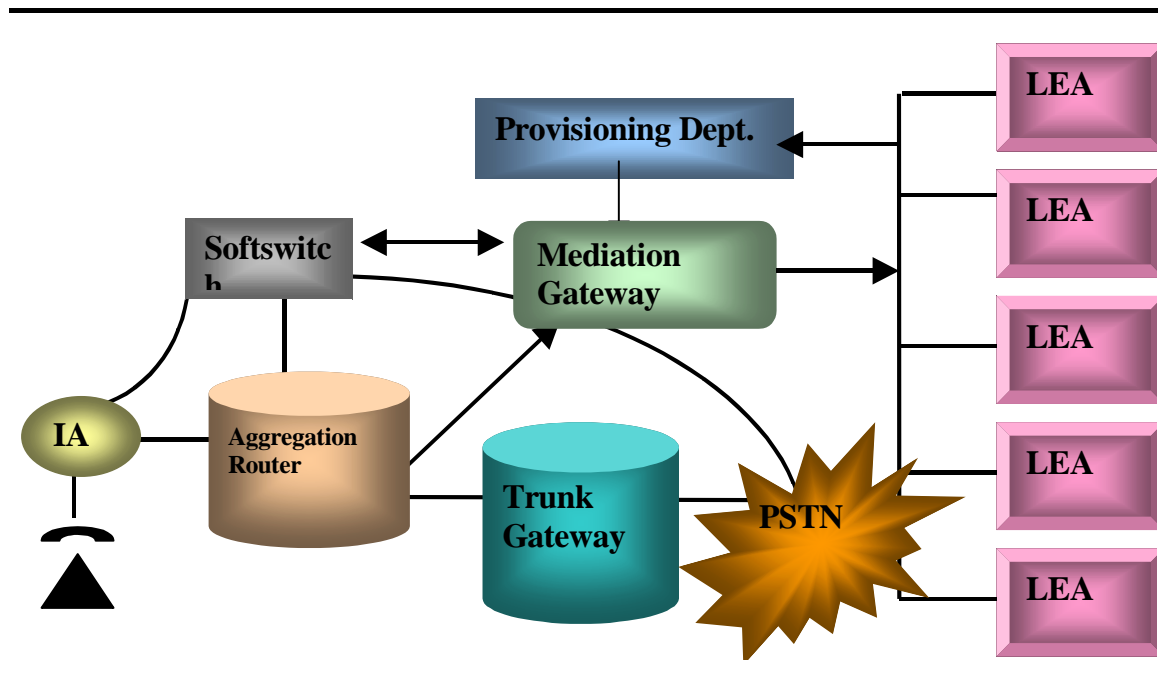 LEA
Provisioning Dept.
LEA
Softswitc
h
Mediation
Gateway
LEA
IA
Aggregation
Router
LEA
Trunk
Gateway
PSTN
LEA